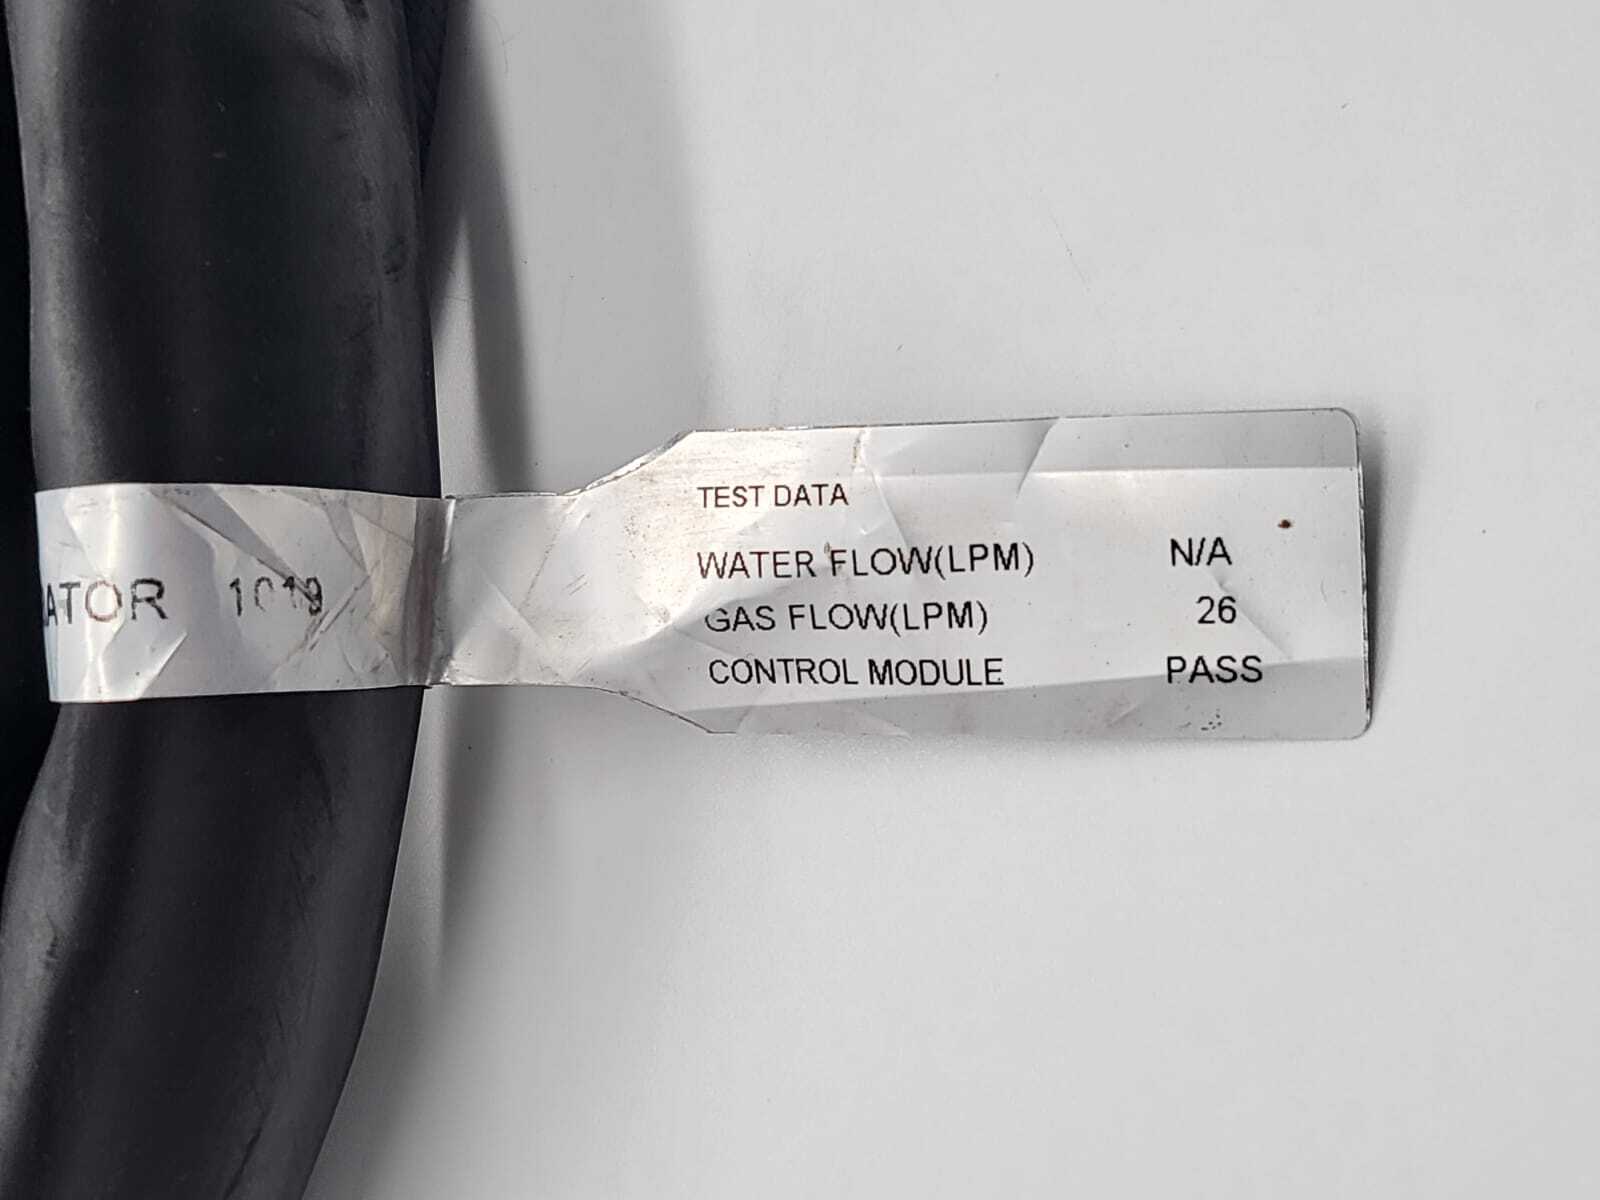 TEST DATA
WATER FLOW(LPM) N/A
GAS FLOW(LPM) 26
CONTROL MODULE PASS
ATOR 1019